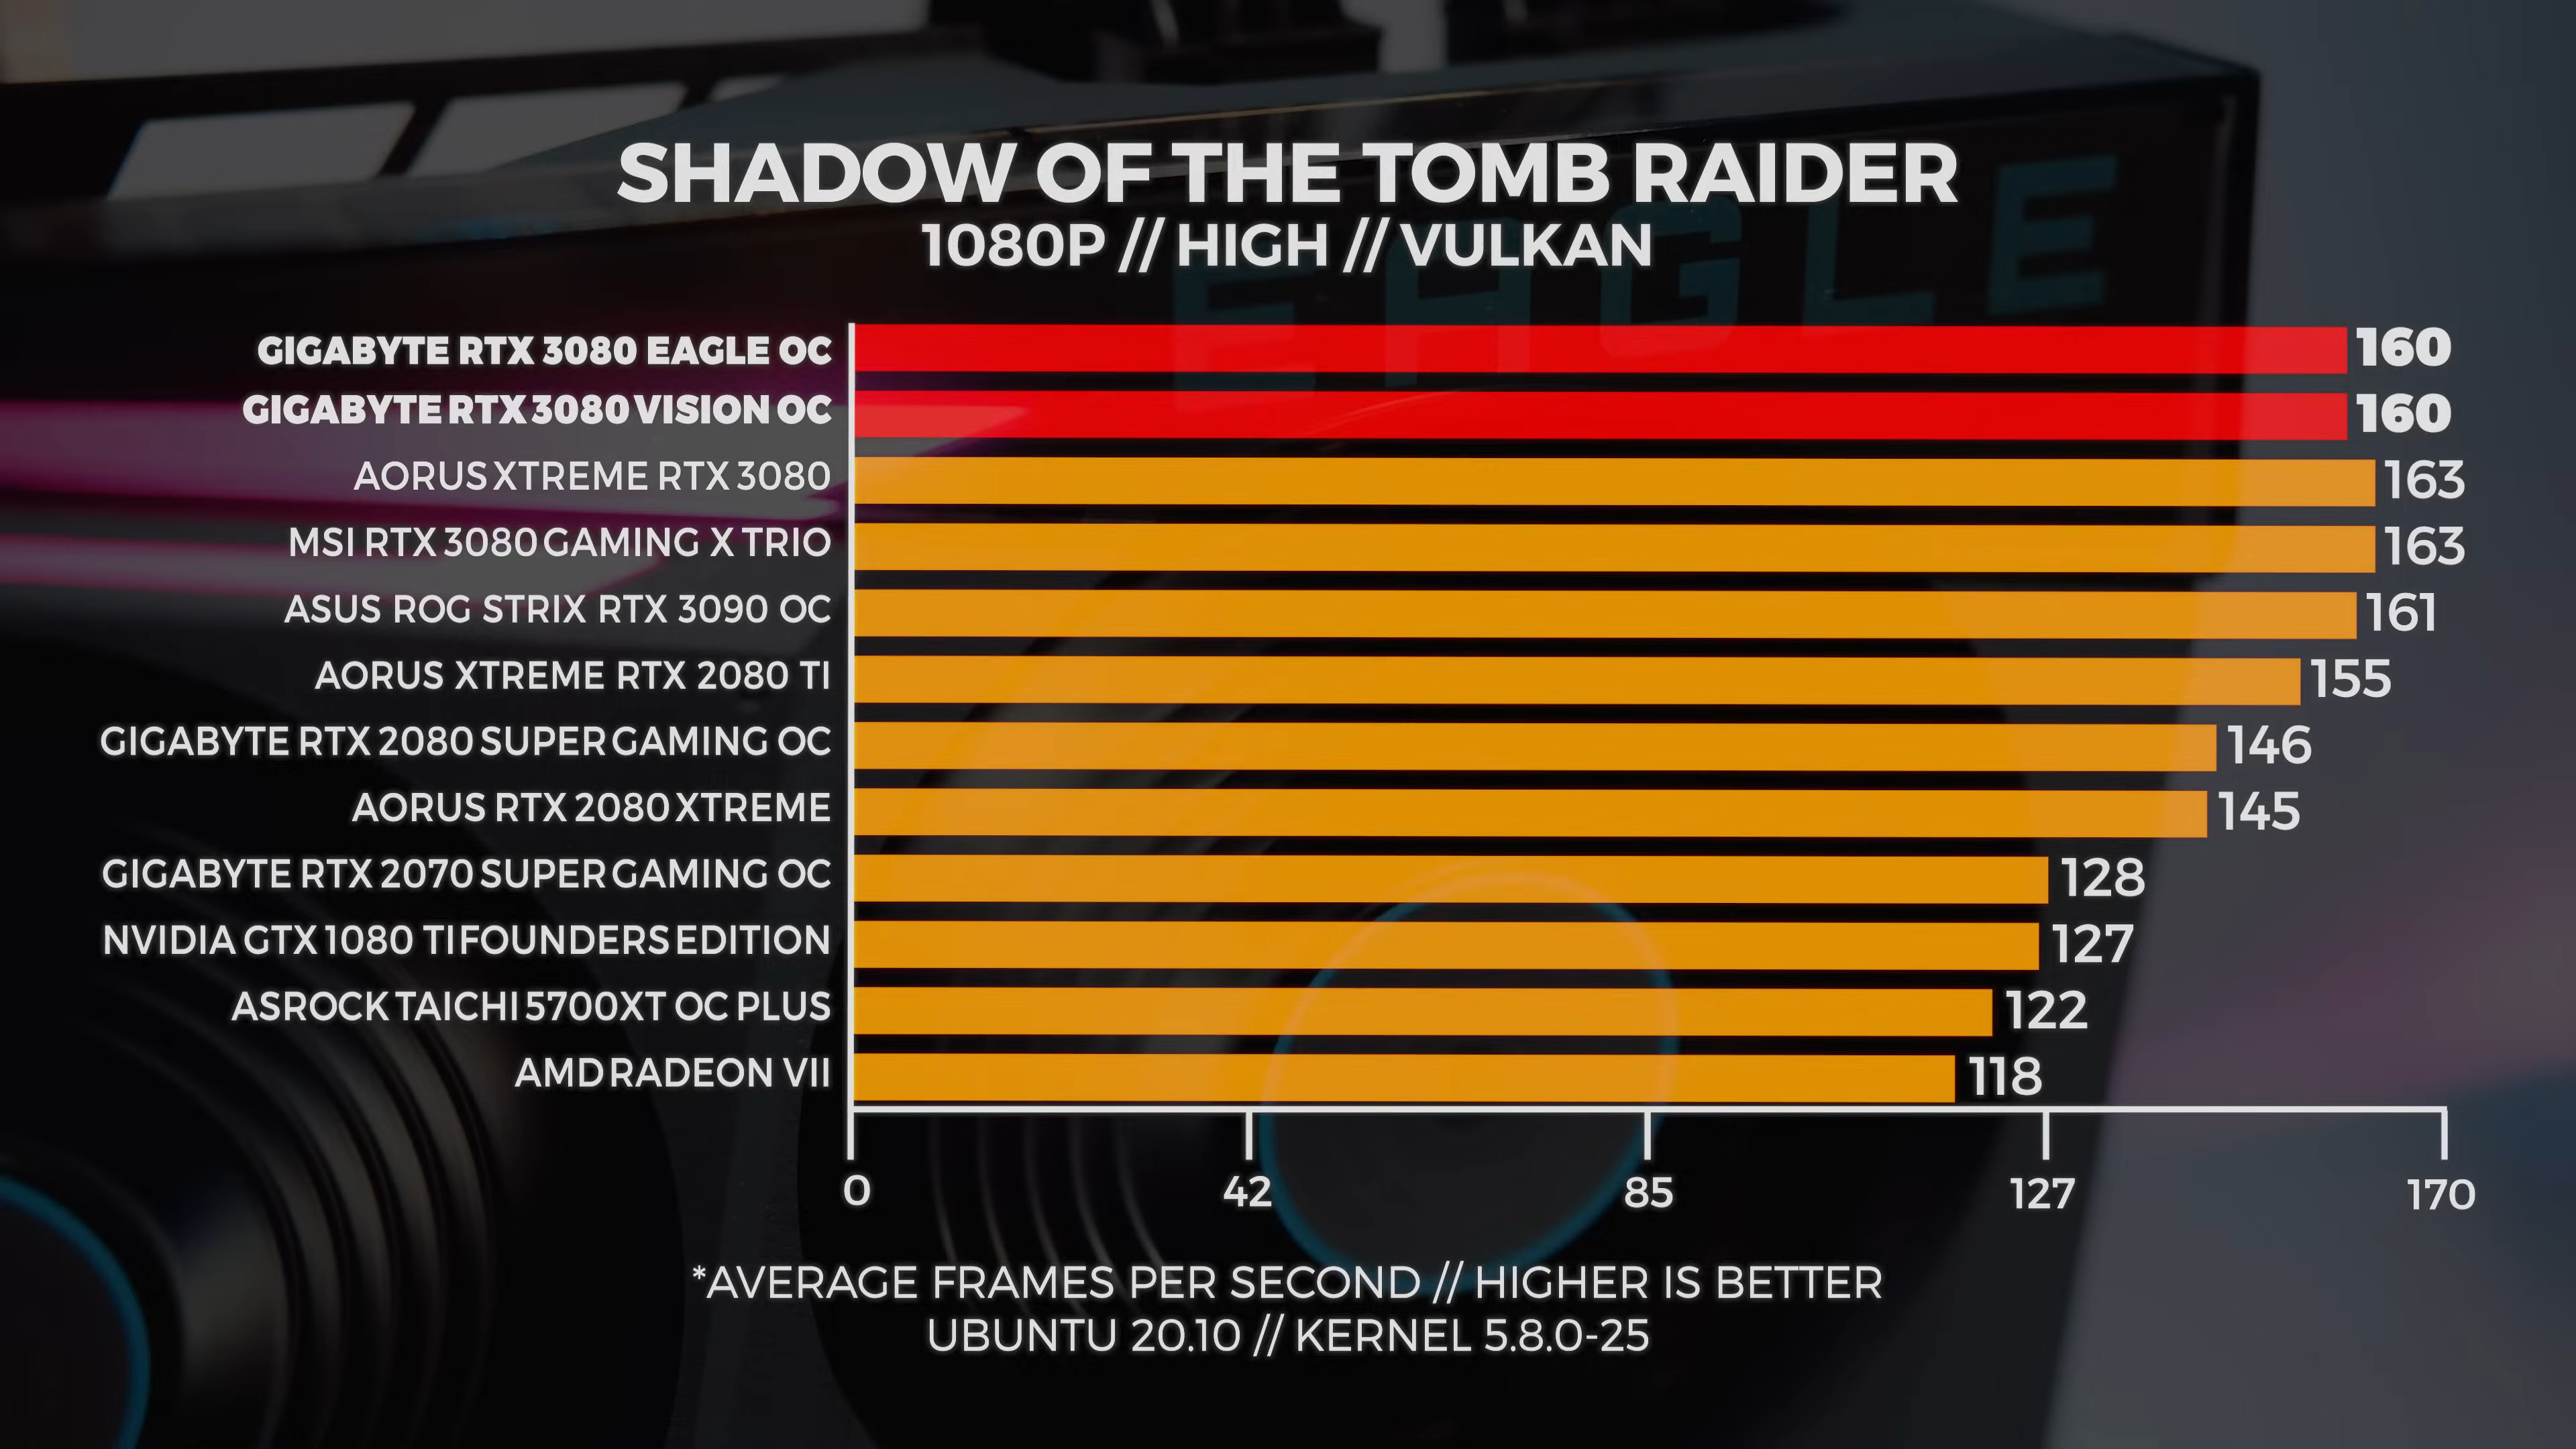 SHADOW OF THE TOMB RAIDER
1080P // HIGH // VULKAN
EAGLE
GIGABYTE RTX 3080 EAGLE OC 160
GIGABYTE RTX 3080 VISION OC 160
AORUS XTREME RTX 3080 163
MSI RTX 3080 GAMING X TRIO 163
ASUS ROG STRIX RTX 3090 OC 161
AORUS XTREME RTX 2080 TI 155
GIGABYTE RTX 2080 SUPER GAMING OC 146
AORUS RTX 2080 XTREME 145
GIGABYTE RTX 2070 SUPER GAMING OC 128
NVIDIA GTX 1080 TI FOUNDERS EDITION 127
ASROCK TAICHI 5700XT OC PLUS 122
AMD RADEON VII 118
0 42 85 127 170
*AVERAGE FRAMES PER SECOND // HIGHER IS BETTER
UBUNTU 20.10 // KERNEL 5.8.0-25